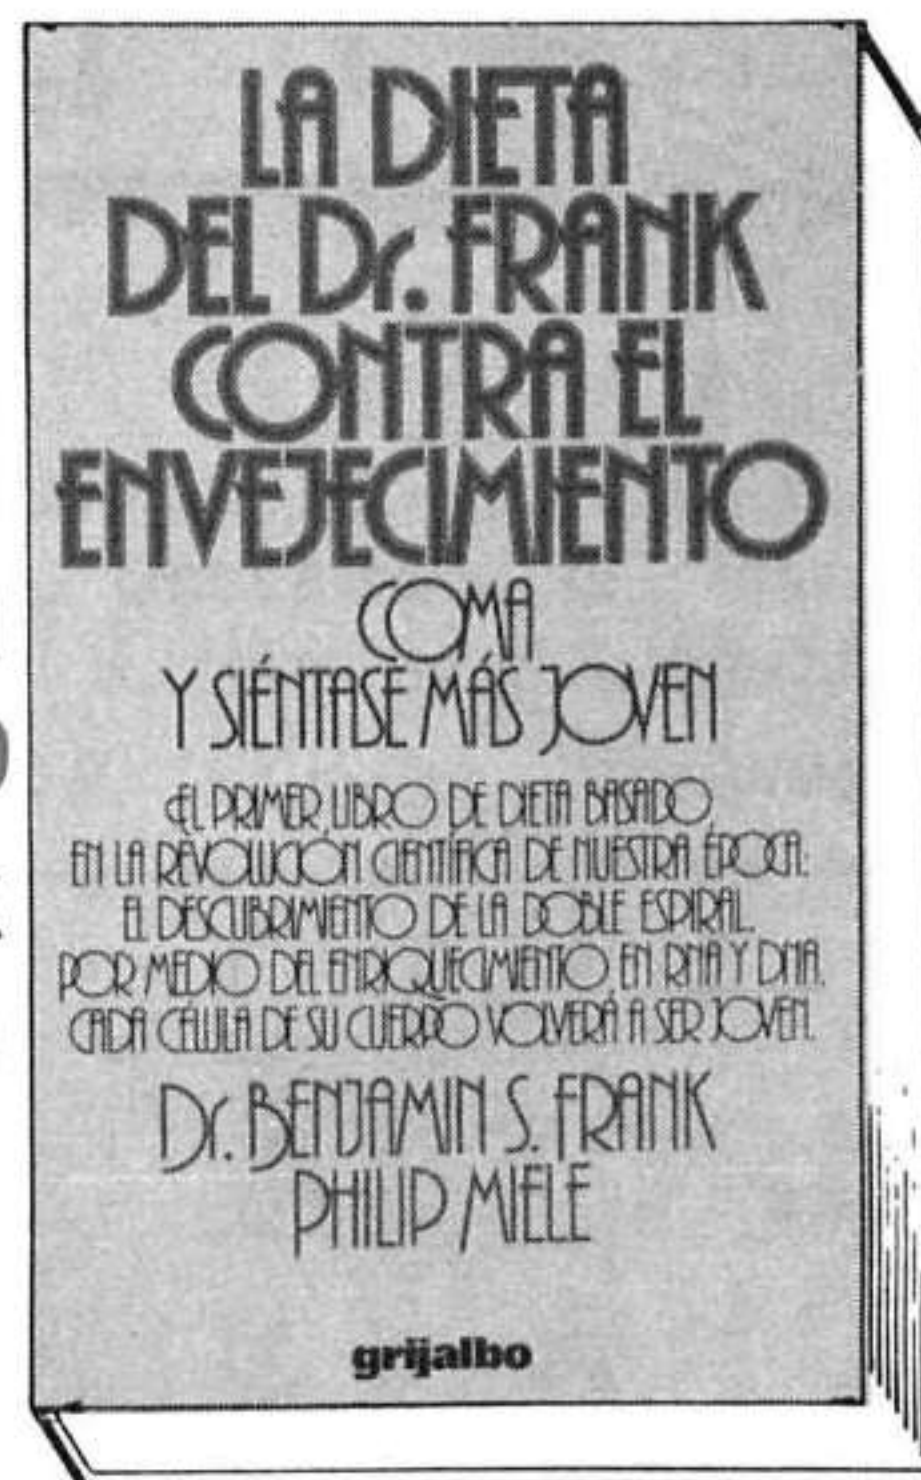 LA DIETA
DEL Dr. FRANK
CONTRA EL
ENVEJECIMIENTO
COMA
Y SIÉNTASE MÁS JOVEN
EL PRIMER LIBRO DE DIETA BASADO
EN LA REVOLUCIÓN CIENTÍFICA DE NUESTRA ÉPOCA:
EL DESCUBRIMIENTO DE LA DOBLE ESPIRAL.
POR MEDIO DEL ENRIQUECIMIENTO EN RNA Y DNA,
CADA CÉLULA DE SU CUERPO VOLVERÁ A SER JOVEN.
Dr. BENJAMIN S. FRANK
PHILIP MIELE
grijalbo